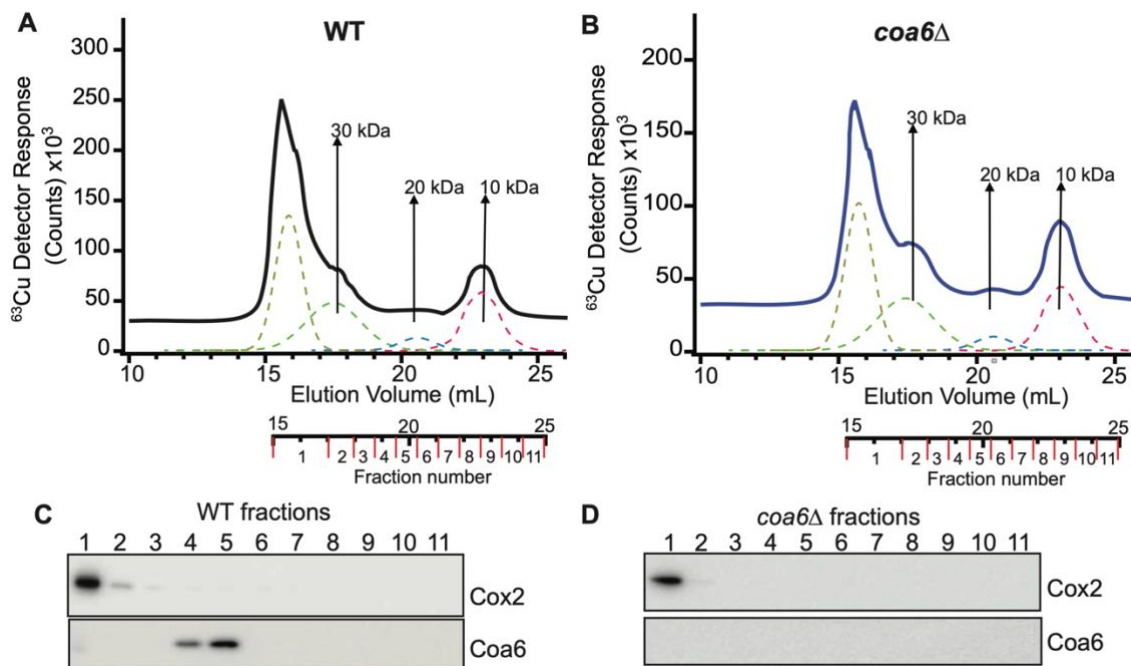 A
WT
300
250
200
150
100
50
0
⁶³Cu Detector Response
(Counts) x10³
30 kDa
20 kDa
10 kDa
10
15
20
25
Elution Volume (mL)
15
20
25
1 2 3 4 5 6 7 8 9 10 11
Fraction number
B
coa6Δ
200
150
100
50
0
⁶³Cu Detector Response
(Counts) x10³
30 kDa
20 kDa
10 kDa
10
15
20
25
Elution Volume (mL)
15
20
25
1 2 3 4 5 6 7 8 9 10 11
Fraction number
C
WT fractions
1 2 3 4 5 6 7 8 9 10 11
Cox2
Coa6
D
coa6Δ fractions
1 2 3 4 5 6 7 8 9 10 11
Cox2
Coa6